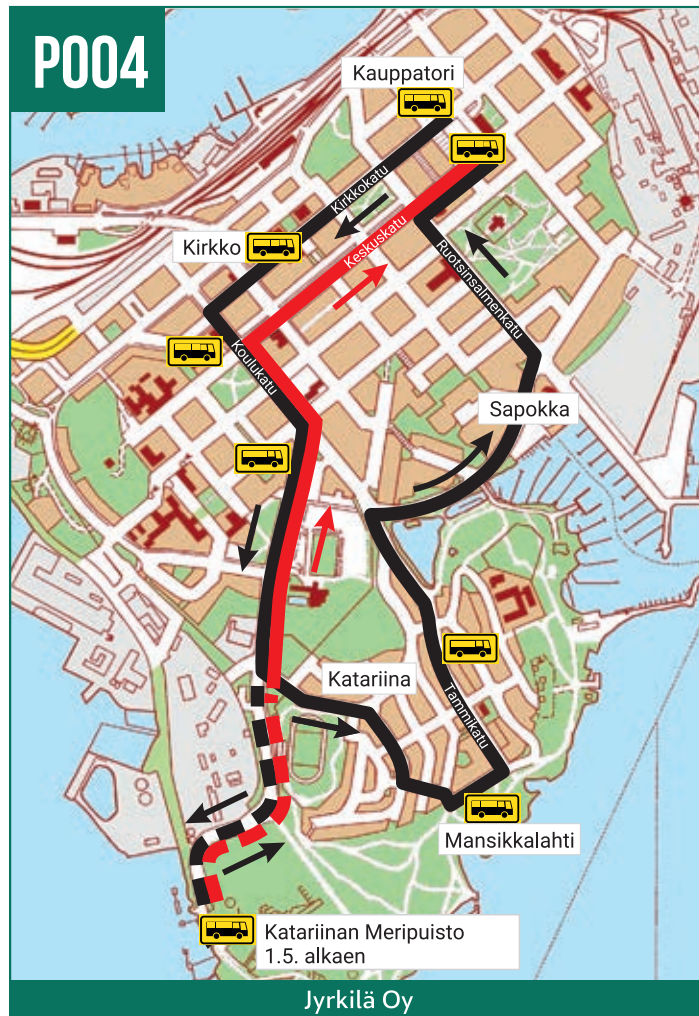 P004
Kauppatori
Kirkkokatu
Kirkko
Keskuskatu
Ruotsinsalmenkatu
Koulukatu
Sapokka
Katariina
Tammikatu
Mansikkalahti
Katariinan Meripuisto
1.5. alkaen
Jyrkilä Oy